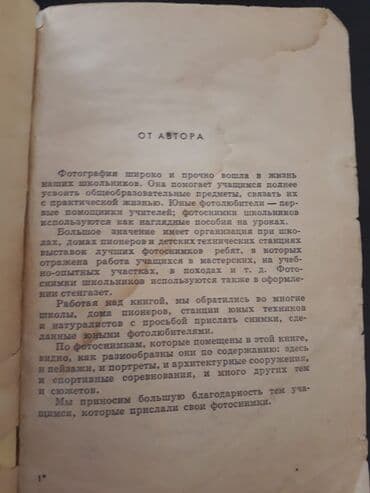 ОТ АВТОРА
Фотография широко и прочно вошла в жизнь
наших школьников. Она помогает учащимся полнее
усвоить общеобразовательные предметы, связать их
с практической жизнью. Юные фотолюбители — пер-
вые помощники учителей; фотоснимки школьников
используются как наглядные пособия на уроках.
Большое значение имеет организация при шко-
лах, домах пионеров и детских технических станциях
выставок лучших фотоснимков ребят, в которых
отражена работа учащихся в мастерских, на учеб-
но-опытных участках, в походах и т. д. Фото-
снимки школьников используются также в оформле-
нии стенгазет.
Работая над книгой, мы обратились во многие
школы, дома пионеров, станции юных техников
и натуралистов с просьбой прислать снимки, сде-
данные юными фотолюбителями.
По фотоснимкам, которые помещены в этой книге,
видно, как разнообразны они по содержанию: здесь
и пейзажи, и портреты, и архитектурные сооружения,
и спортивные соревнования, и много других тем
и сюжетов.
Мы приносим большую благодарность тем уча-
щимся, которые прислали свои фотоснимки.
1*